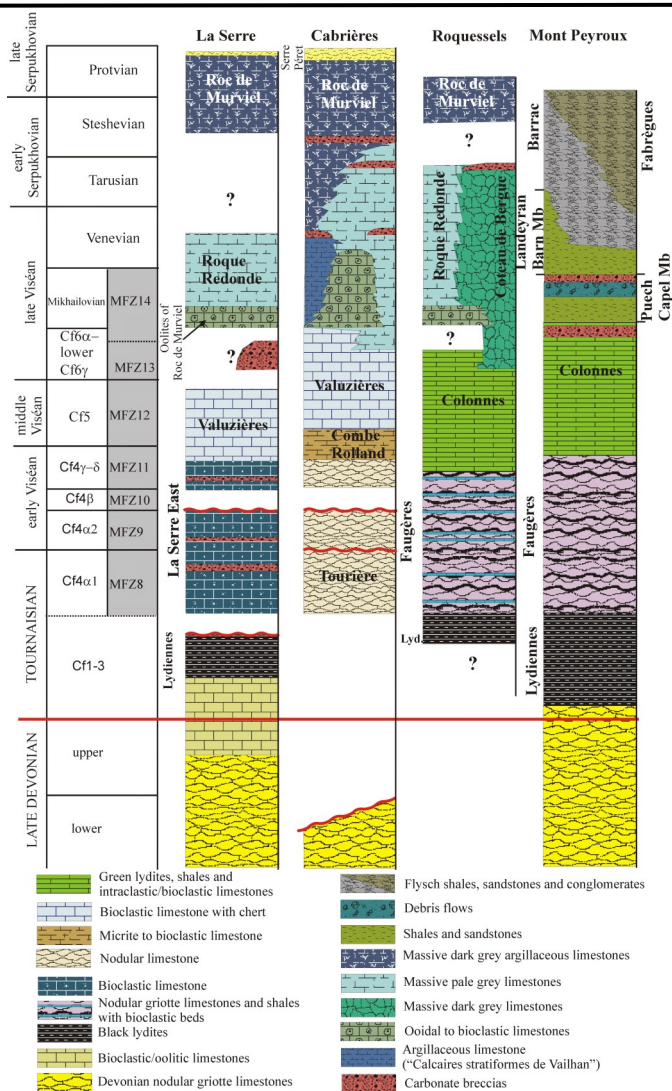 La Serre
Cabrières
Roquessels
Mont Peyroux
late
Serpukhovian
Protvian
early
Serpukhovian
Steshevian
Tarusian
late Viséan
Venevian
Mikhailovian
MFZ14
Cf6α–
lower
Cf6γ
MFZ13
middle
Viséan
Cf5
MFZ12
early Viséan
Cf4γ–δ
MFZ11
Cf4β
MFZ10
Cf4α2
MFZ9
TOURNAISIAN
Cf4α1
MFZ8
Cf1-3
LATE DEVONIAN
upper
lower
Roc de
Murviel
?
Roque
Redonde
Oolites of
Roc de Murviel
?
Valuzières
La Serre East
Lydiennes
Serre
Péret
Roc de
Murviel
Valuzières
Combe
Rolland
Tourière
Roc de
Murviel
?
Roque Redonde
Coteau de Bergue
?
Colonnes
Faugères
Lyd.
?
Barrac
Fabrègues
Landeyran
Barn Mb
Puech
Capel Mb
Colonnes
Faugères
Lydiennes
Green lydites, shales and
intraclastic/bioclastic limestones
Bioclastic limestone with chert
Micrite to bioclastic limestone
Nodular limestone
Bioclastic limestone
Nodular griotte limestones and shales
with bioclastic beds
Black lydites
Bioclastic/oolitic limestones
Devonian nodular griotte limestones
Flysch shales, sandstones and conglomerates
Debris flows
Shales and sandstones
Massive dark grey argillaceous limestones
Massive pale grey limestones
Massive dark grey limestones
Ooidal to bioclastic limestones
Argillaceous limestone
("Calcaires stratiformes de Vailhan")
Carbonate breccias